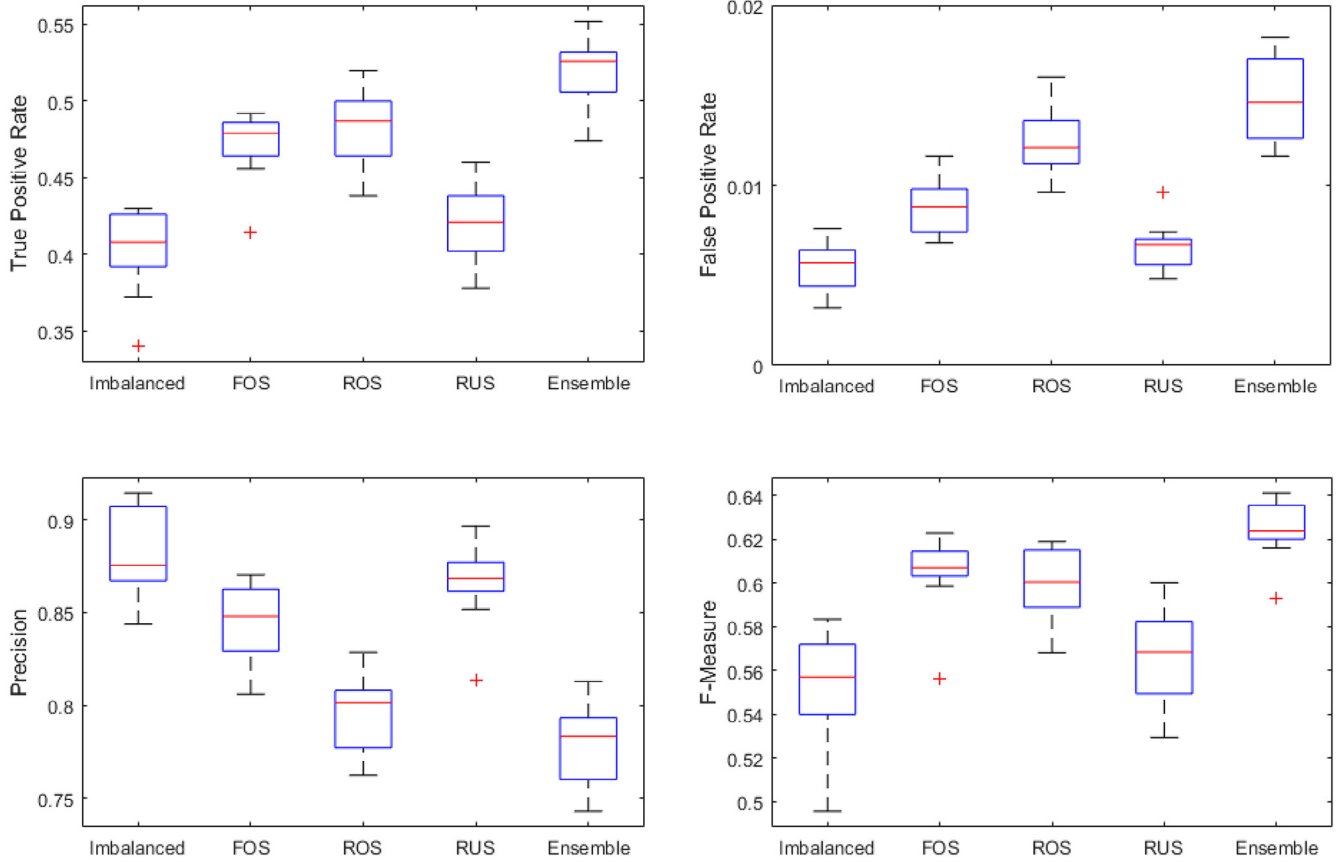 True Positive Rate
0.55
0.5
0.45
0.4
0.35
Imbalanced FOS ROS RUS Ensemble
False Positive Rate
0.02
0.01
0
Imbalanced FOS ROS RUS Ensemble
Precision
0.9
0.85
0.8
0.75
Imbalanced FOS ROS RUS Ensemble
F-Measure
0.64
0.62
0.6
0.58
0.56
0.54
0.52
0.5
Imbalanced FOS ROS RUS Ensemble